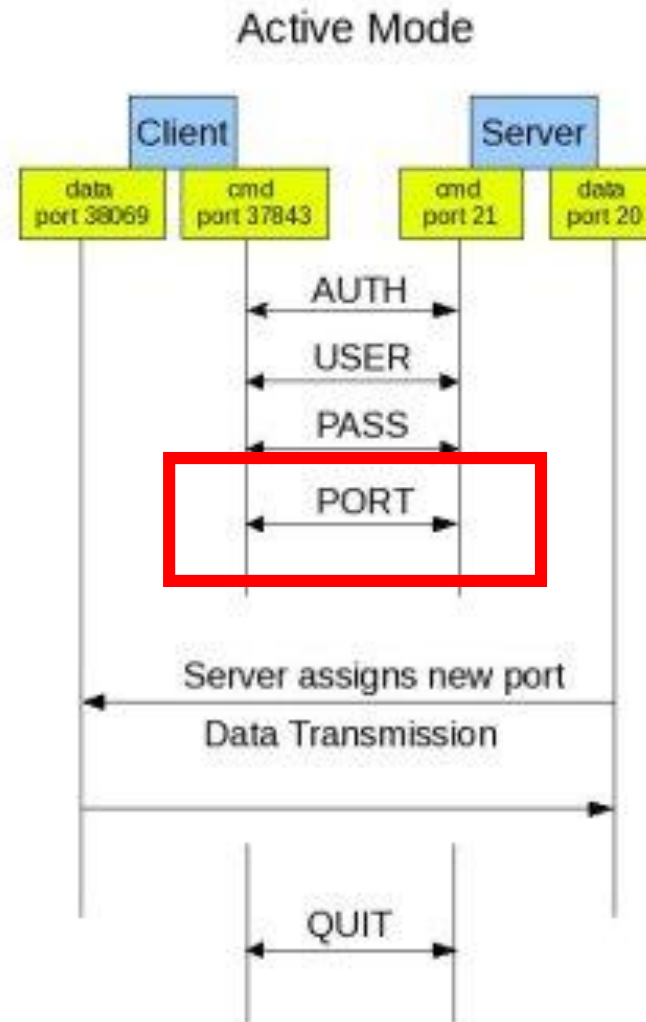 Active Mode
Client
Server
data
port 38069
cmd
port 37843
cmd
port 21
data
port 20
AUTH
USER
PASS
PORT
Server assigns new port
Data Transmission
QUIT